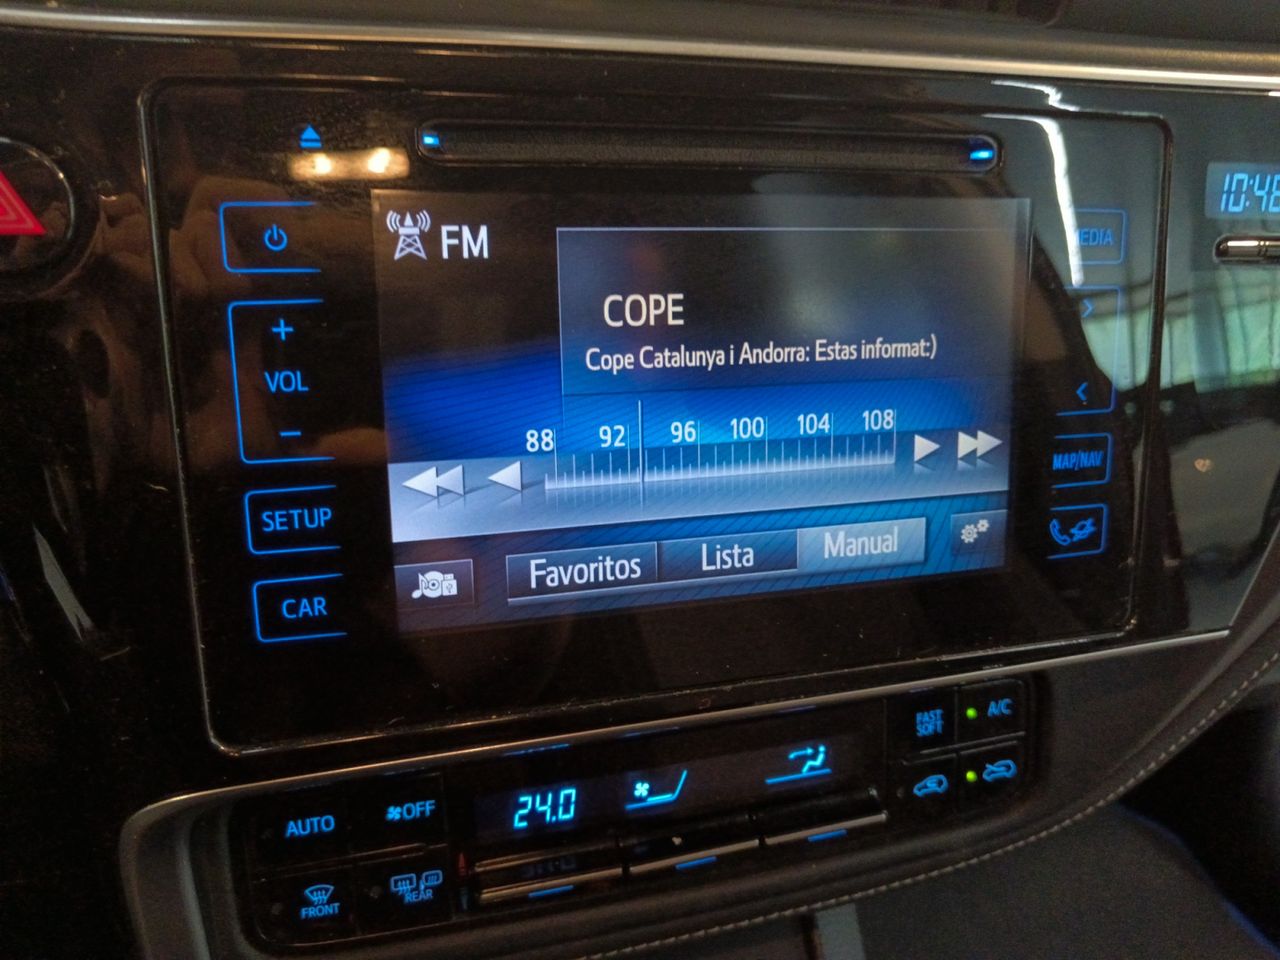 10:48
FM
MEDIA
COPE
Cope Catalunya i Andorra: Estas informat:)
VOL
88 92 96 100 104 108
MAP/NAV
SETUP
Favoritos Lista Manual
CAR
FAST
SOFT
A/C
AUTO
OFF
24.0
FRONT
REAR